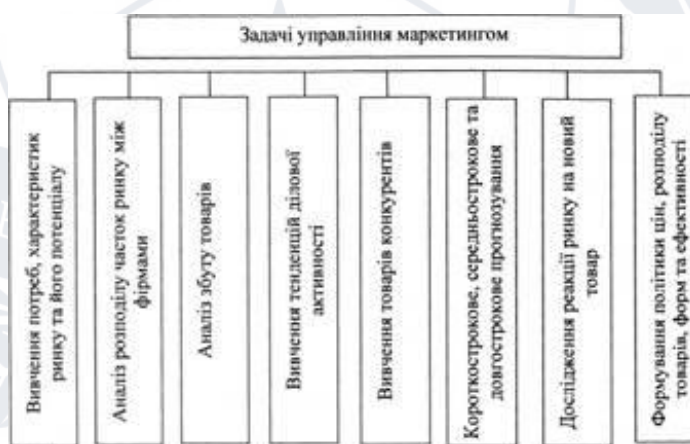 Задачі управління маркетингом
Вивчення потреб, характеристик
ринку та його потенціалу
Аналіз розподілу часток ринку між
фірмами
Аналіз збуту товарів
Вивчення тенденцій ділової
активності
Вивчення товарів конкурентів
Короткострокове, середньострокове та
довгострокове прогнозування
Дослідження реакції ринку на новий
товар
Формування політики цін, розподілу
товарів, форм та ефективності